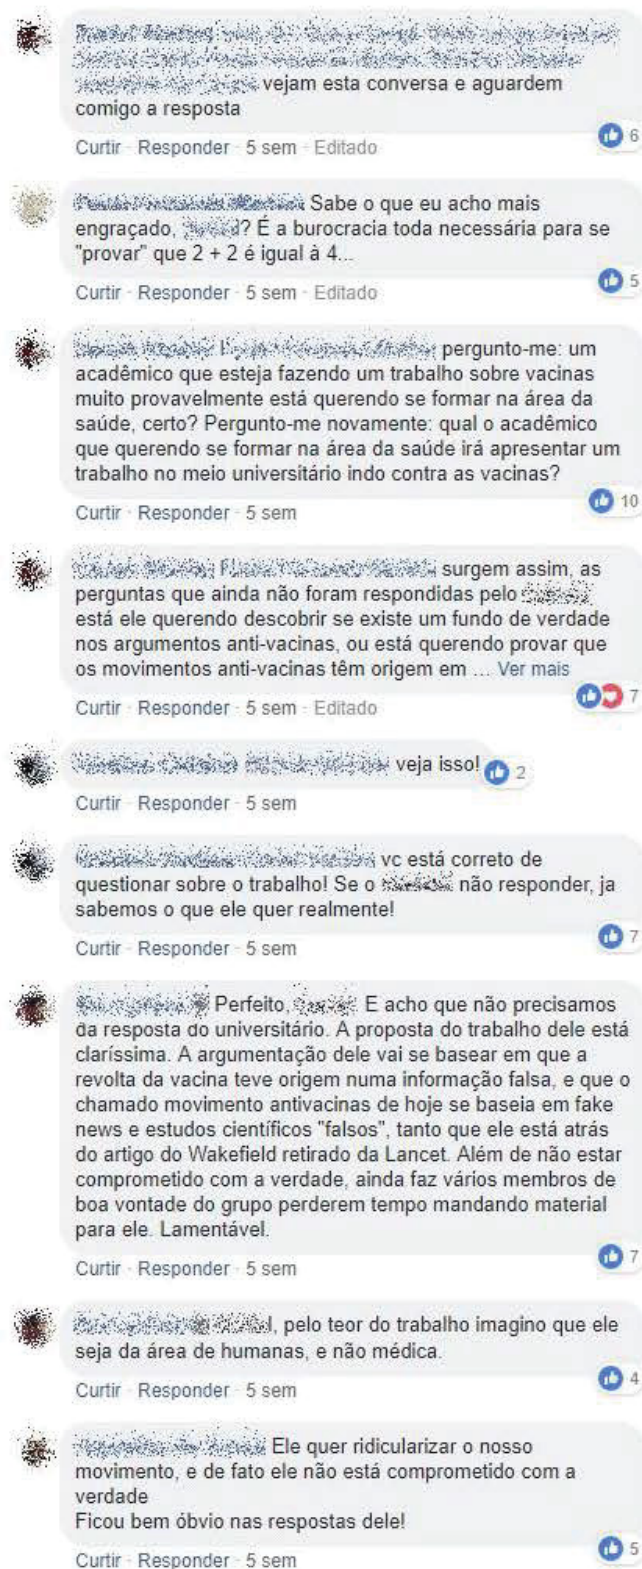 vejam esta conversa e aguardem
comigo a resposta
6
Curtir · Responder · 5 sem · Editado
Sabe o que eu acho mais
engraçado, ? É a burocracia toda necessária para se
"provar" que 2 + 2 é igual à 4...
5
Curtir · Responder · 5 sem · Editado
pergunto-me: um
acadêmico que esteja fazendo um trabalho sobre vacinas
muito provavelmente está querendo se formar na área da
saúde, certo? Pergunto-me novamente: qual o acadêmico
que querendo se formar na área da saúde irá apresentar um
trabalho no meio universitário indo contra as vacinas?
10
Curtir · Responder · 5 sem
surgem assim, as
perguntas que ainda não foram respondidas pelo
está ele querendo descobrir se existe um fundo de verdade
nos argumentos anti-vacinas, ou está querendo provar que
os movimentos anti-vacinas têm origem em ... Ver mais
7
Curtir · Responder · 5 sem · Editado
veja isso!
2
Curtir · Responder · 5 sem
vc está correto de
questionar sobre o trabalho! Se o não responder, ja
sabemos o que ele quer realmente!
7
Curtir · Responder · 5 sem
Perfeito, E acho que não precisamos
da resposta do universitário. A proposta do trabalho dele está
claríssima. A argumentação dele vai se basear em que a
revolta da vacina teve origem numa informação falsa, e que o
chamado movimento antivacinas de hoje se baseia em fake
news e estudos científicos "falsos", tanto que ele está atrás
do artigo do Wakefield retirado da Lancet. Além de não estar
comprometido com a verdade, ainda faz vários membros de
boa vontade do grupo perderem tempo mandando material
para ele. Lamentável.
7
Curtir · Responder · 5 sem
, pelo teor do trabalho imagino que ele
seja da área de humanas, e não médica.
4
Curtir · Responder · 5 sem
Ele quer ridicularizar o nosso
movimento, e de fato ele não está comprometido com a
verdade
Ficou bem óbvio nas respostas dele!
5
Curtir · Responder · 5 sem